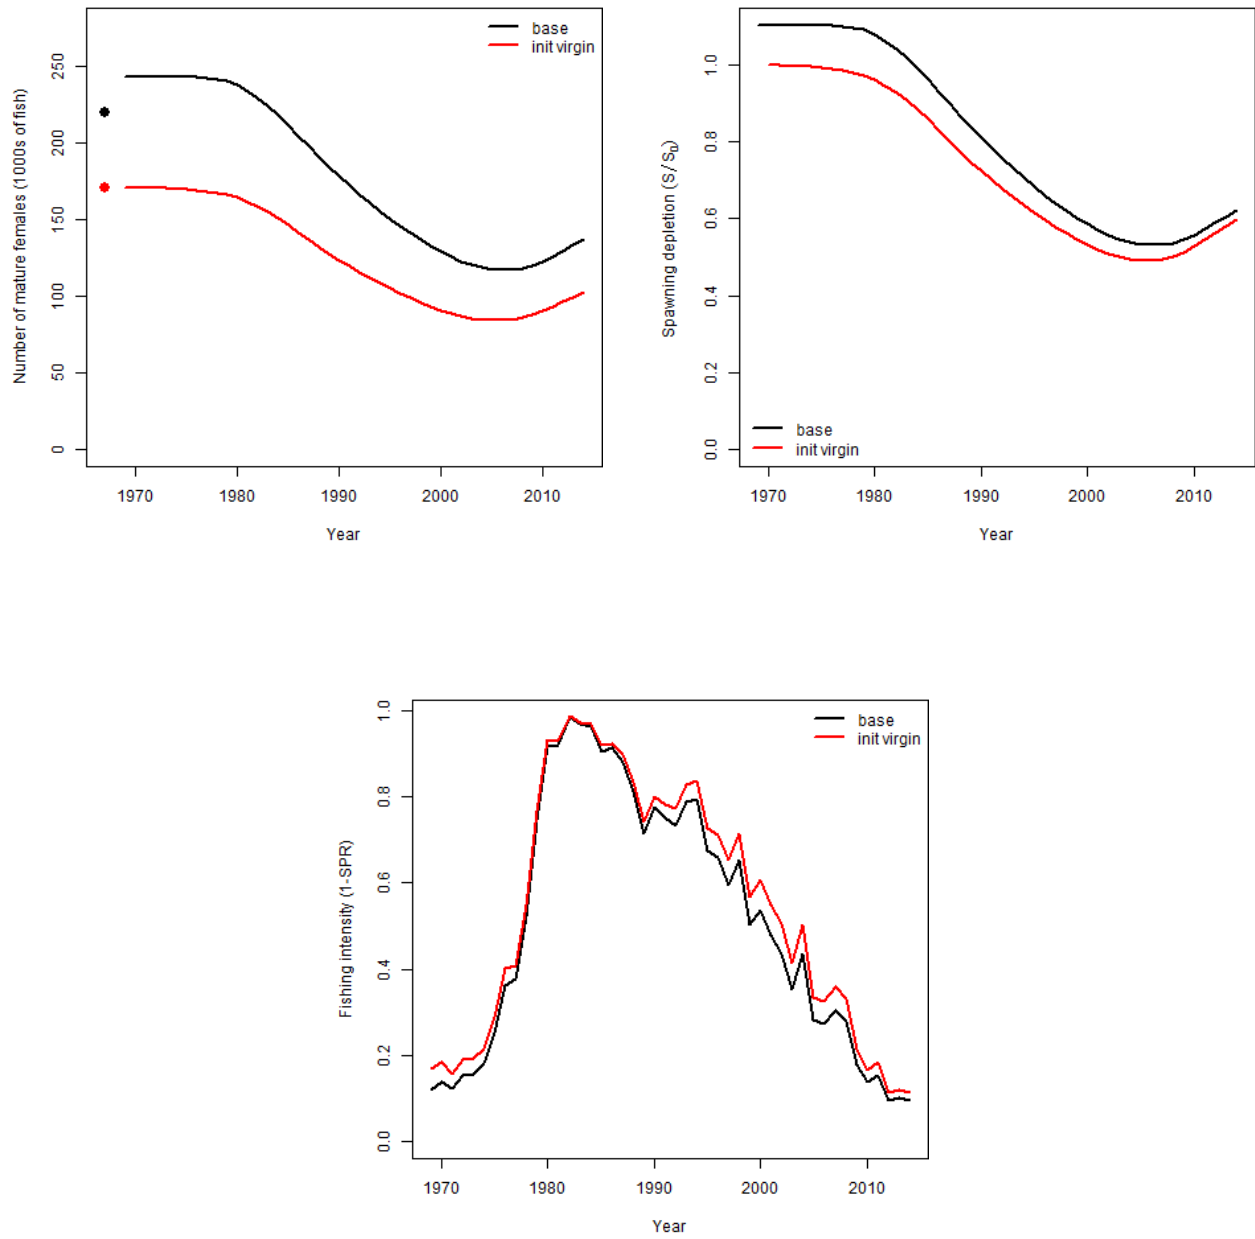 base
init virgin
Number of mature females (1000s of fish)
250
200
150
100
50
0
1970 1980 1990 2000 2010
Year
Spawning depletion (S / S0)
1.0
0.8
0.6
0.4
0.2
0.0
base
init virgin
1970 1980 1990 2000 2010
Year
base
init virgin
Fishing intensity (1-SPR)
1.0
0.8
0.6
0.4
0.2
0.0
1970 1980 1990 2000 2010
Year